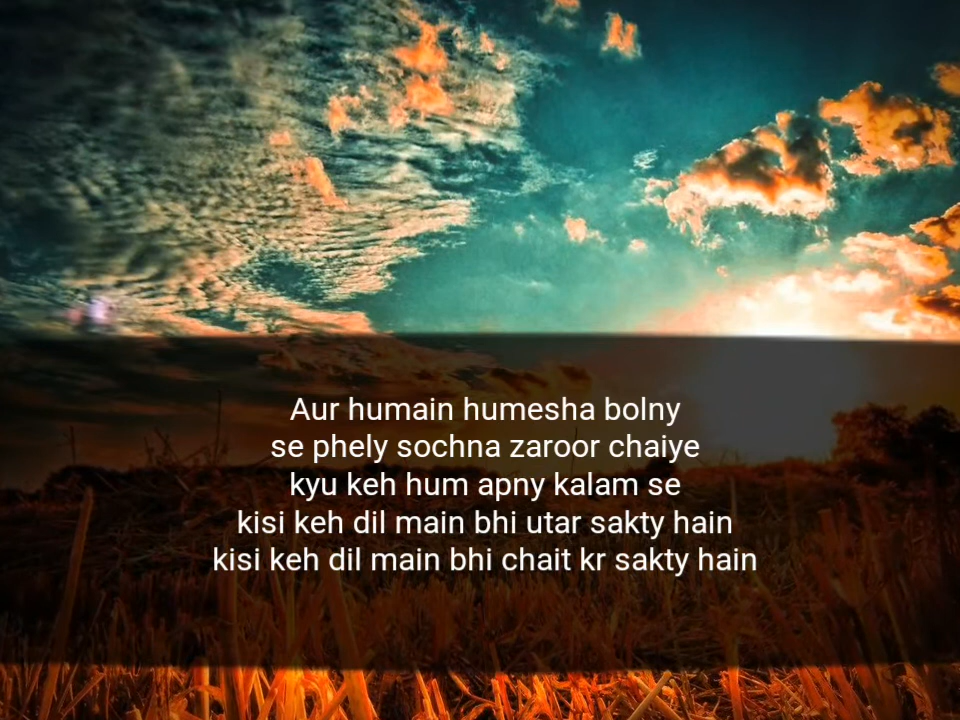 Aur humain humesha bolny
se phely sochna zaroor chaiye
kyu keh hum apny kalam se
kisi keh dil main bhi utar sakty hain
kisi keh dil main bhi chait kr sakty hain